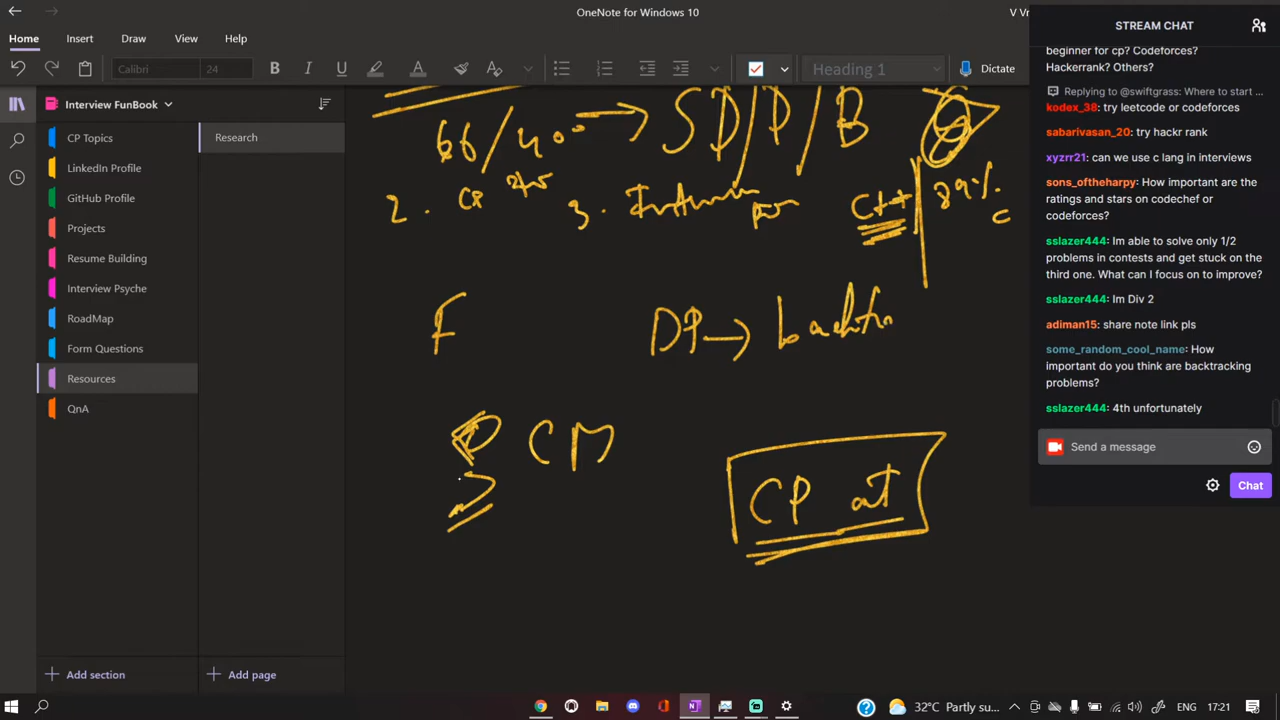 OneNote for Windows 10
V Vr
STREAM CHAT
Home
Insert
Draw
View
Help
Calibri
24
B
I
U
A
A
Heading 1
Dictate
Interview FunBook
CP Topics
LinkedIn Profile
GitHub Profile
Projects
Resume Building
Interview Psyche
RoadMap
Form Questions
Resources
QnA
Research
66/400 → SD/P/B
2. CP
3.
C++
89%
C
F
DP →
CM
CP at
Add section
Add page
beginner for cp? Codeforces?
Hackerrank? Others?
Replying to @swiftgrass: Where to start ...
kodex_38: try leetcode or codeforces
sabarivasan_20: try hackr rank
xyzrr21: can we use c lang in interviews
sons_oftheharpy: How important are the
ratings and stars on codechef or
codeforces?
sslazer444: Im able to solve only 1/2
problems in contests and get stuck on the
third one. What can I focus on to improve?
sslazer444: Im Div 2
adiman15: share note link pls
some_random_cool_name: How
important do you think are backtracking
problems?
sslazer444: 4th unfortunately
Send a message
Chat
32°C Partly su...
ENG
17:21